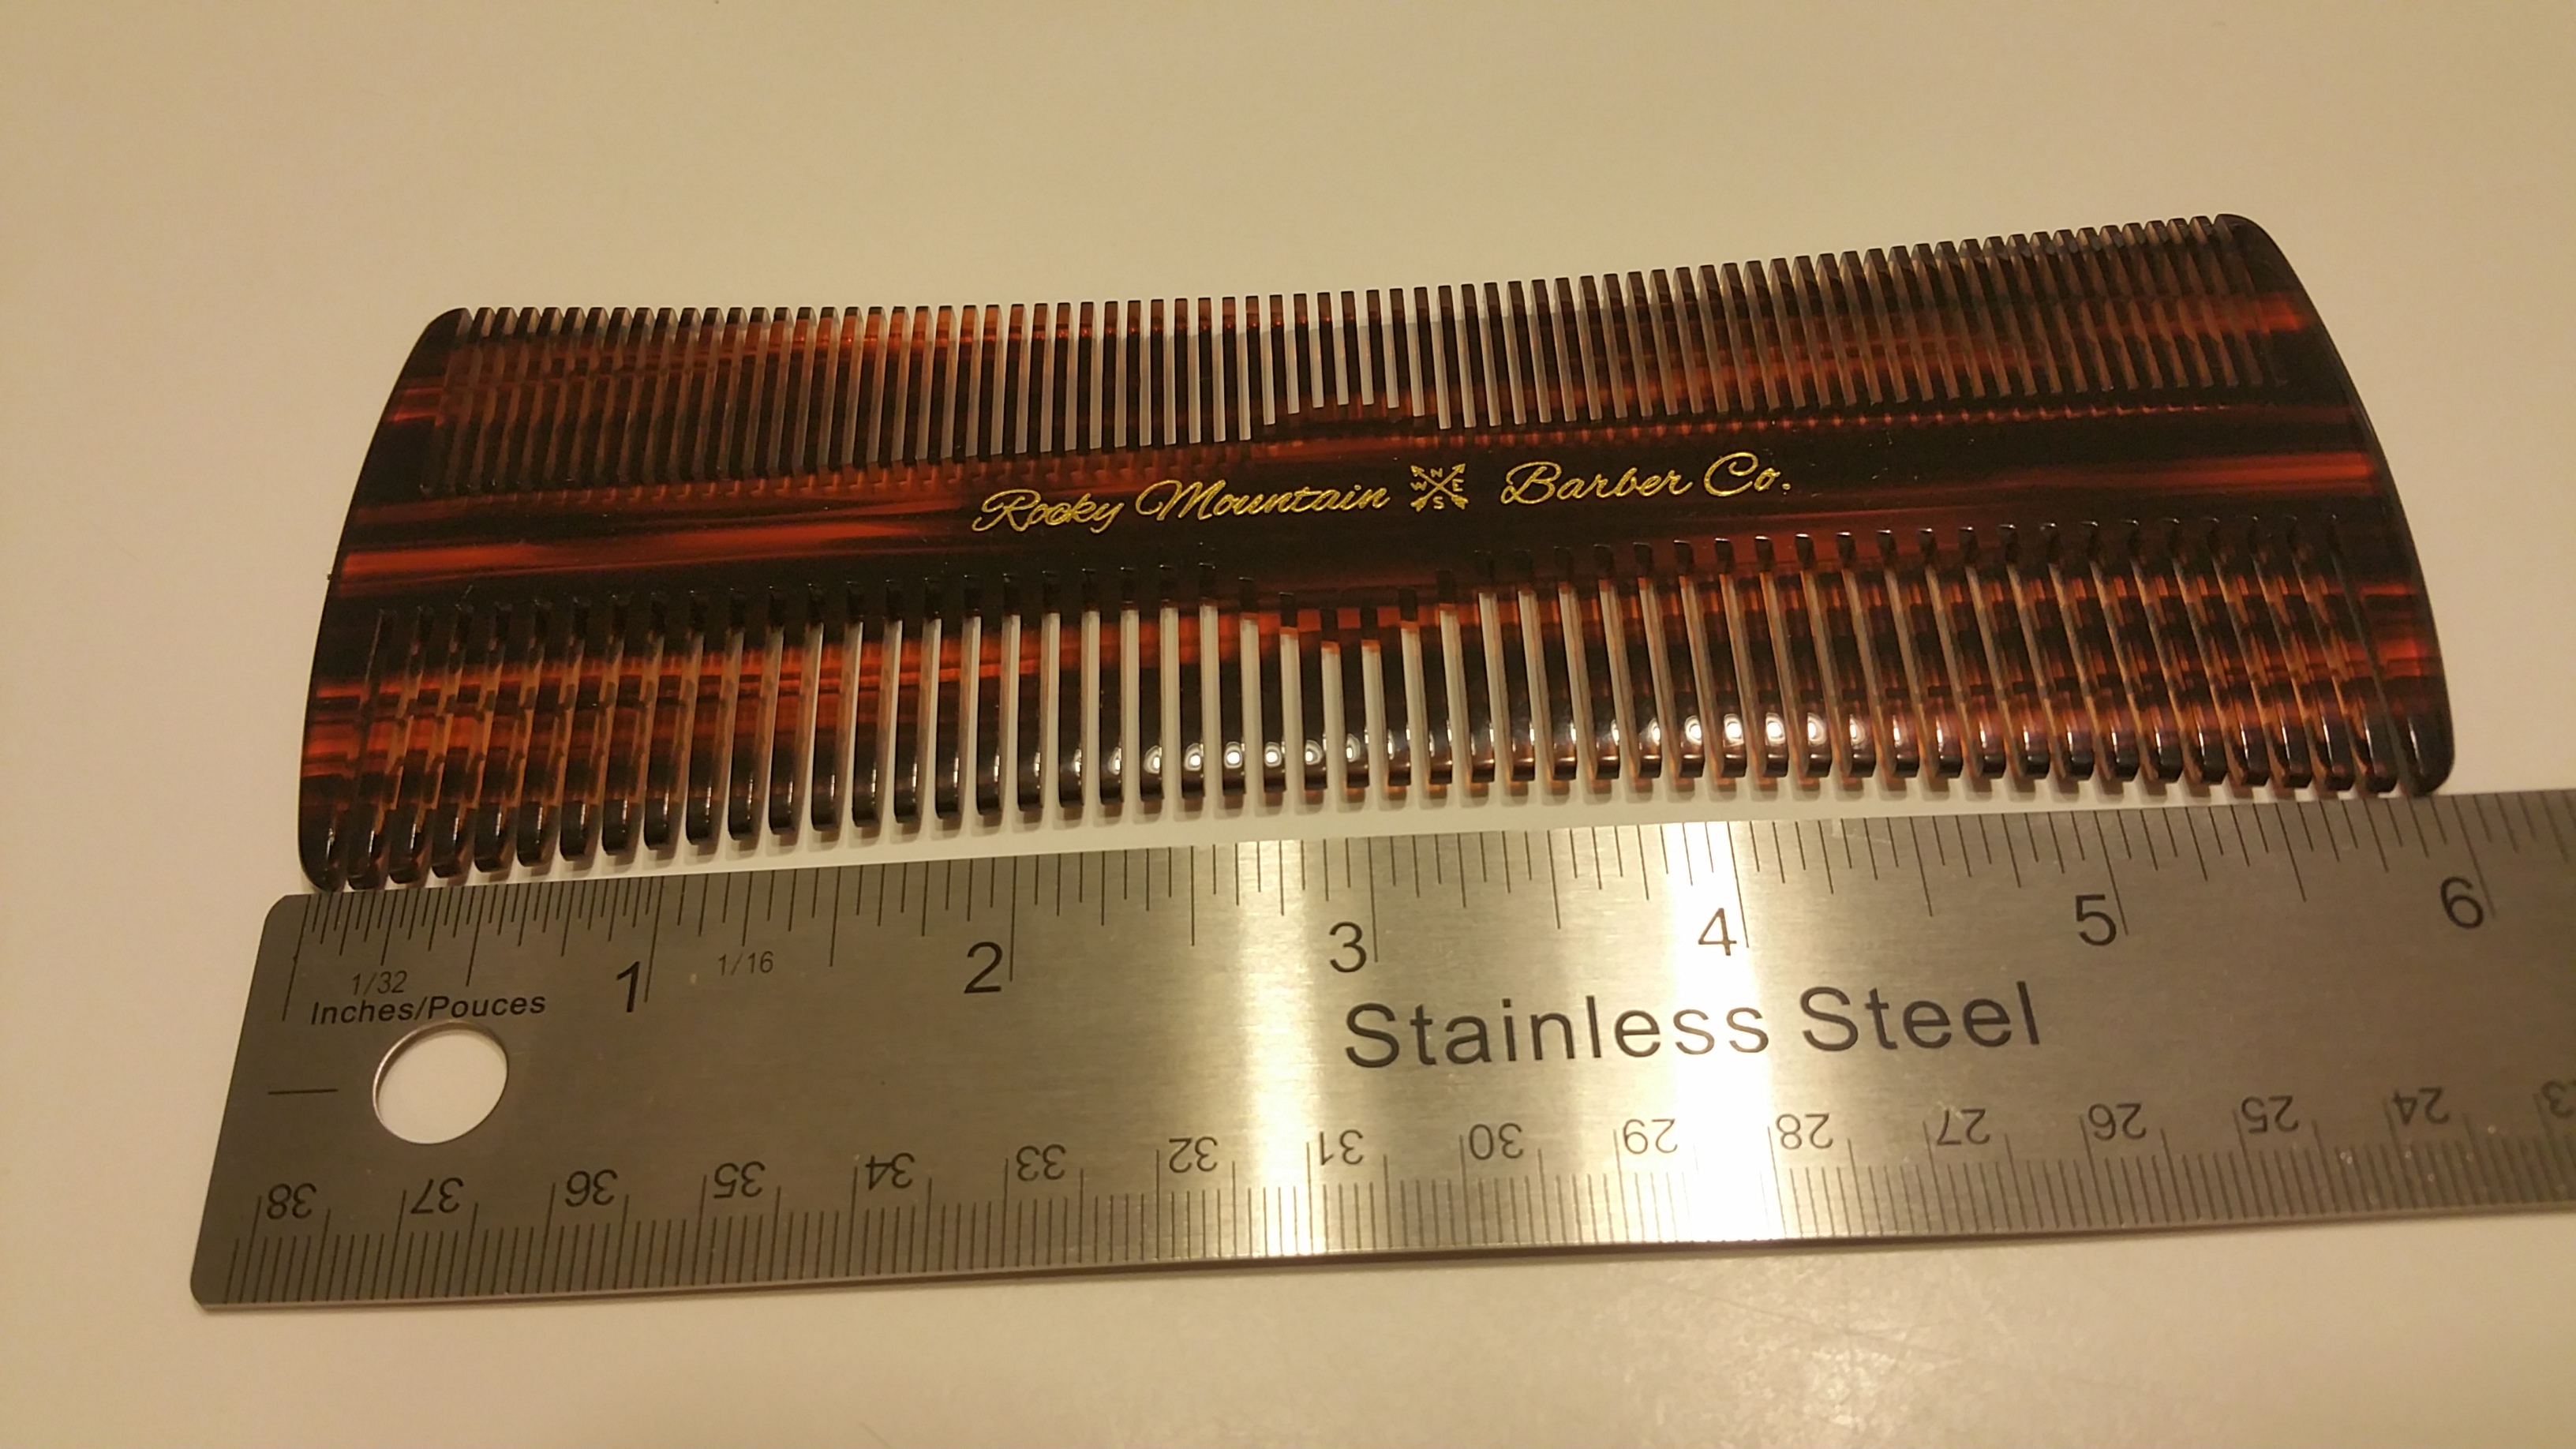 Rocky Mountain N W E S Barber Co.
1 2 3 4 5 6
1/32 1/16
Inches/Pouces
Stainless Steel
38 37 36 35 34 33 32 31 30 29 28 27 26 25 24